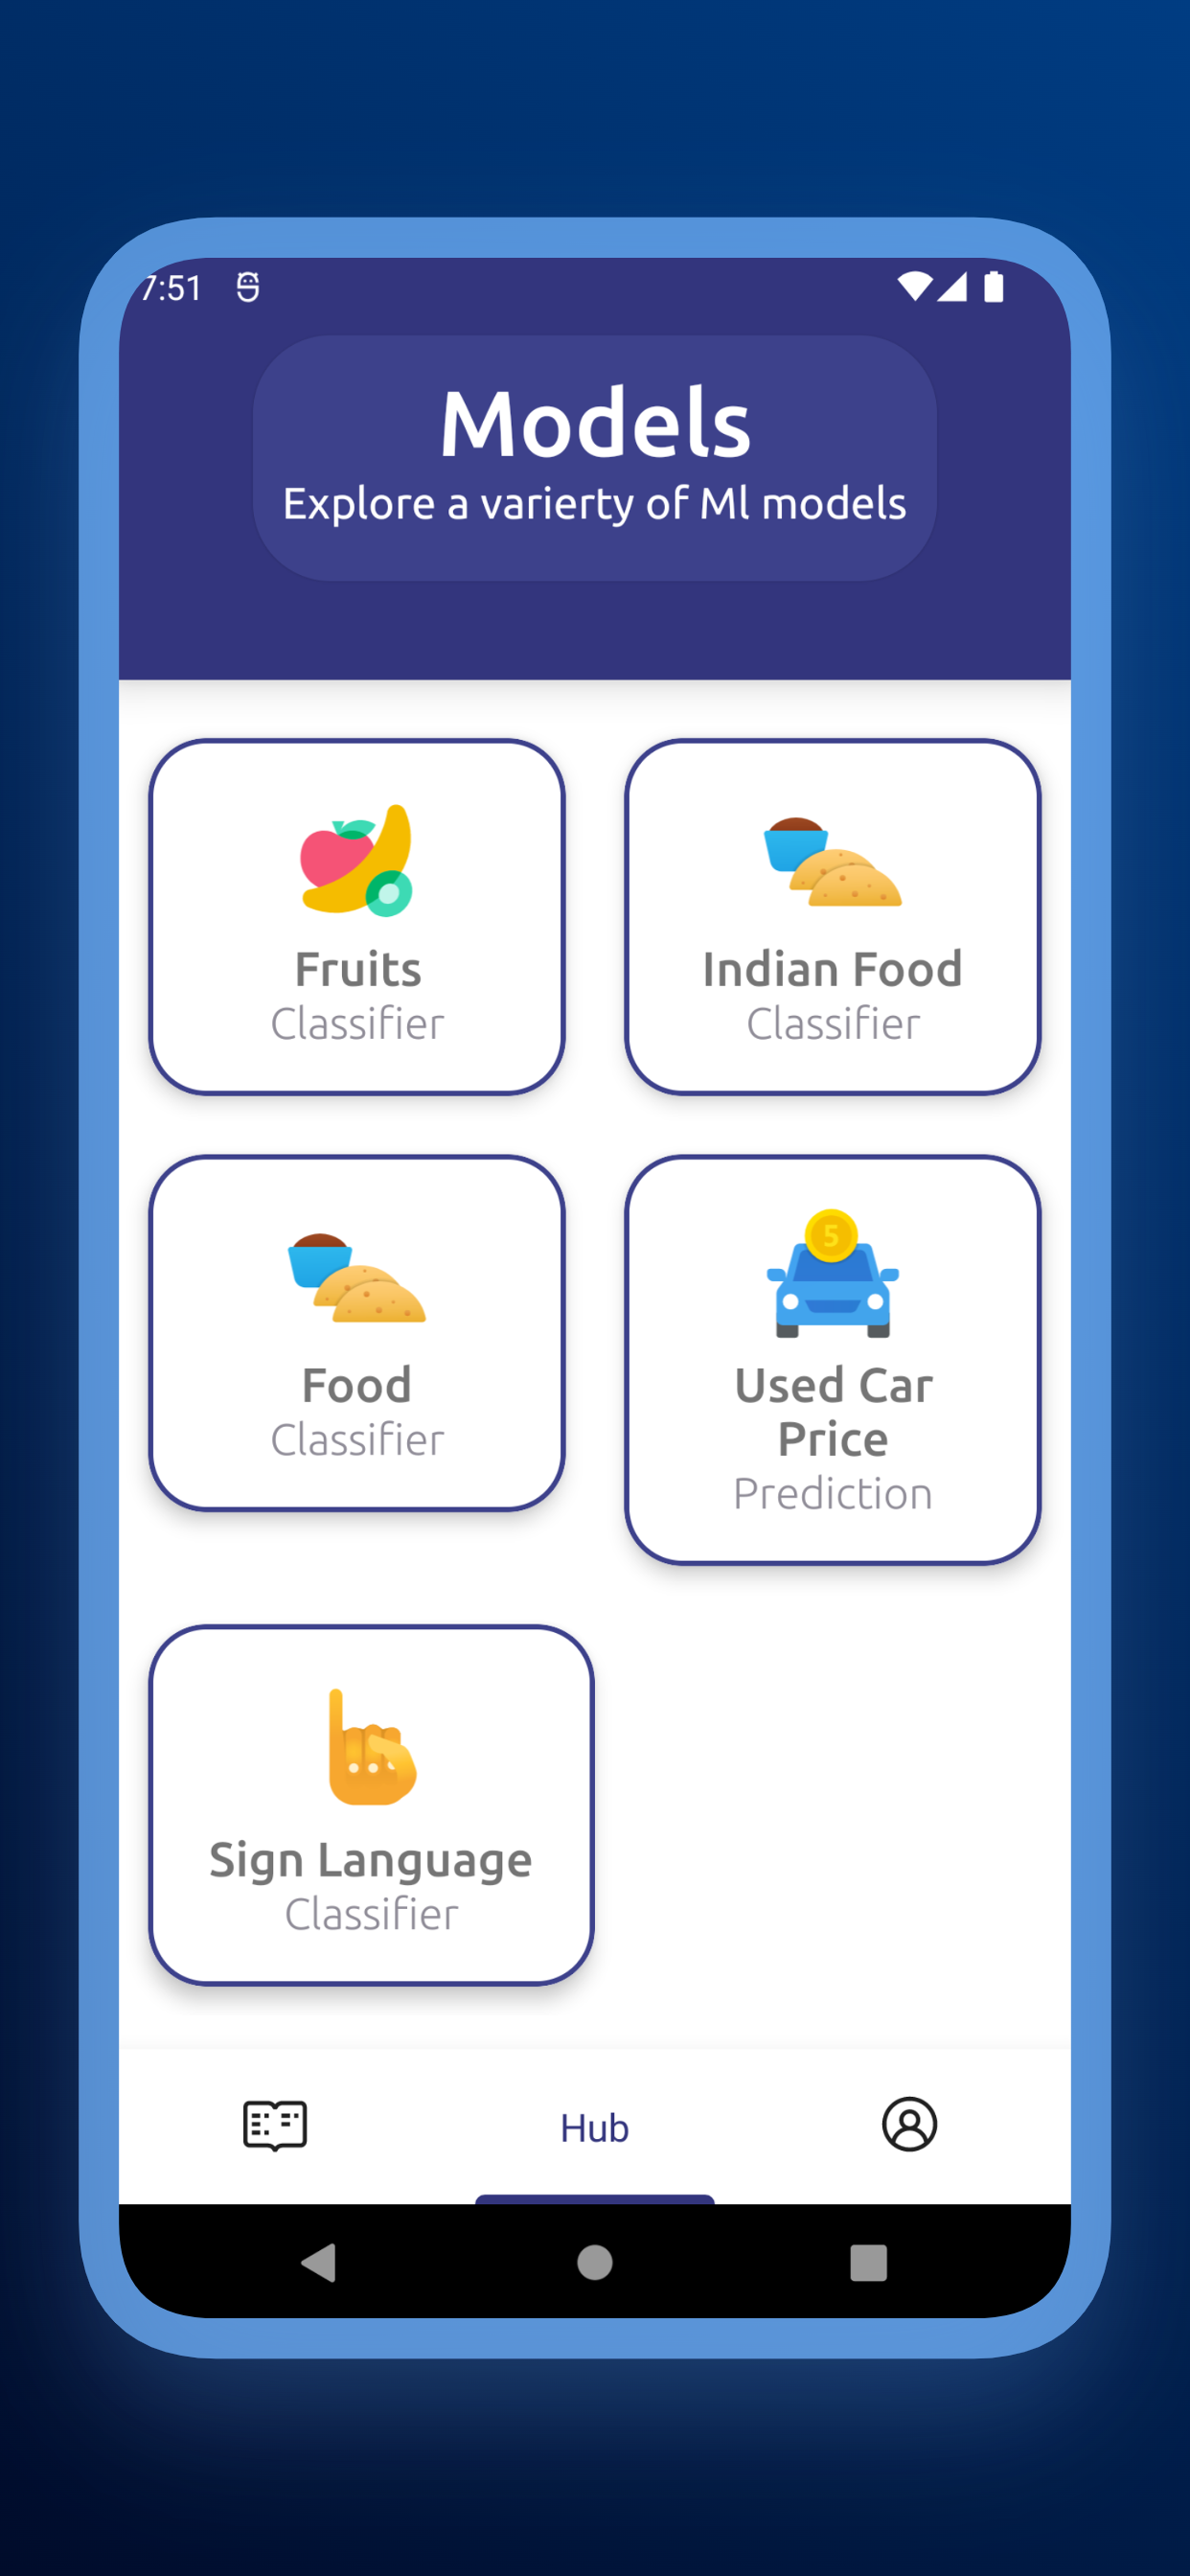 7:51
Models
Explore a varierty of Ml models
Fruits
Classifier
Indian Food
Classifier
Food
Classifier
5
Used Car
Price
Prediction
Sign Language
Classifier
Hub